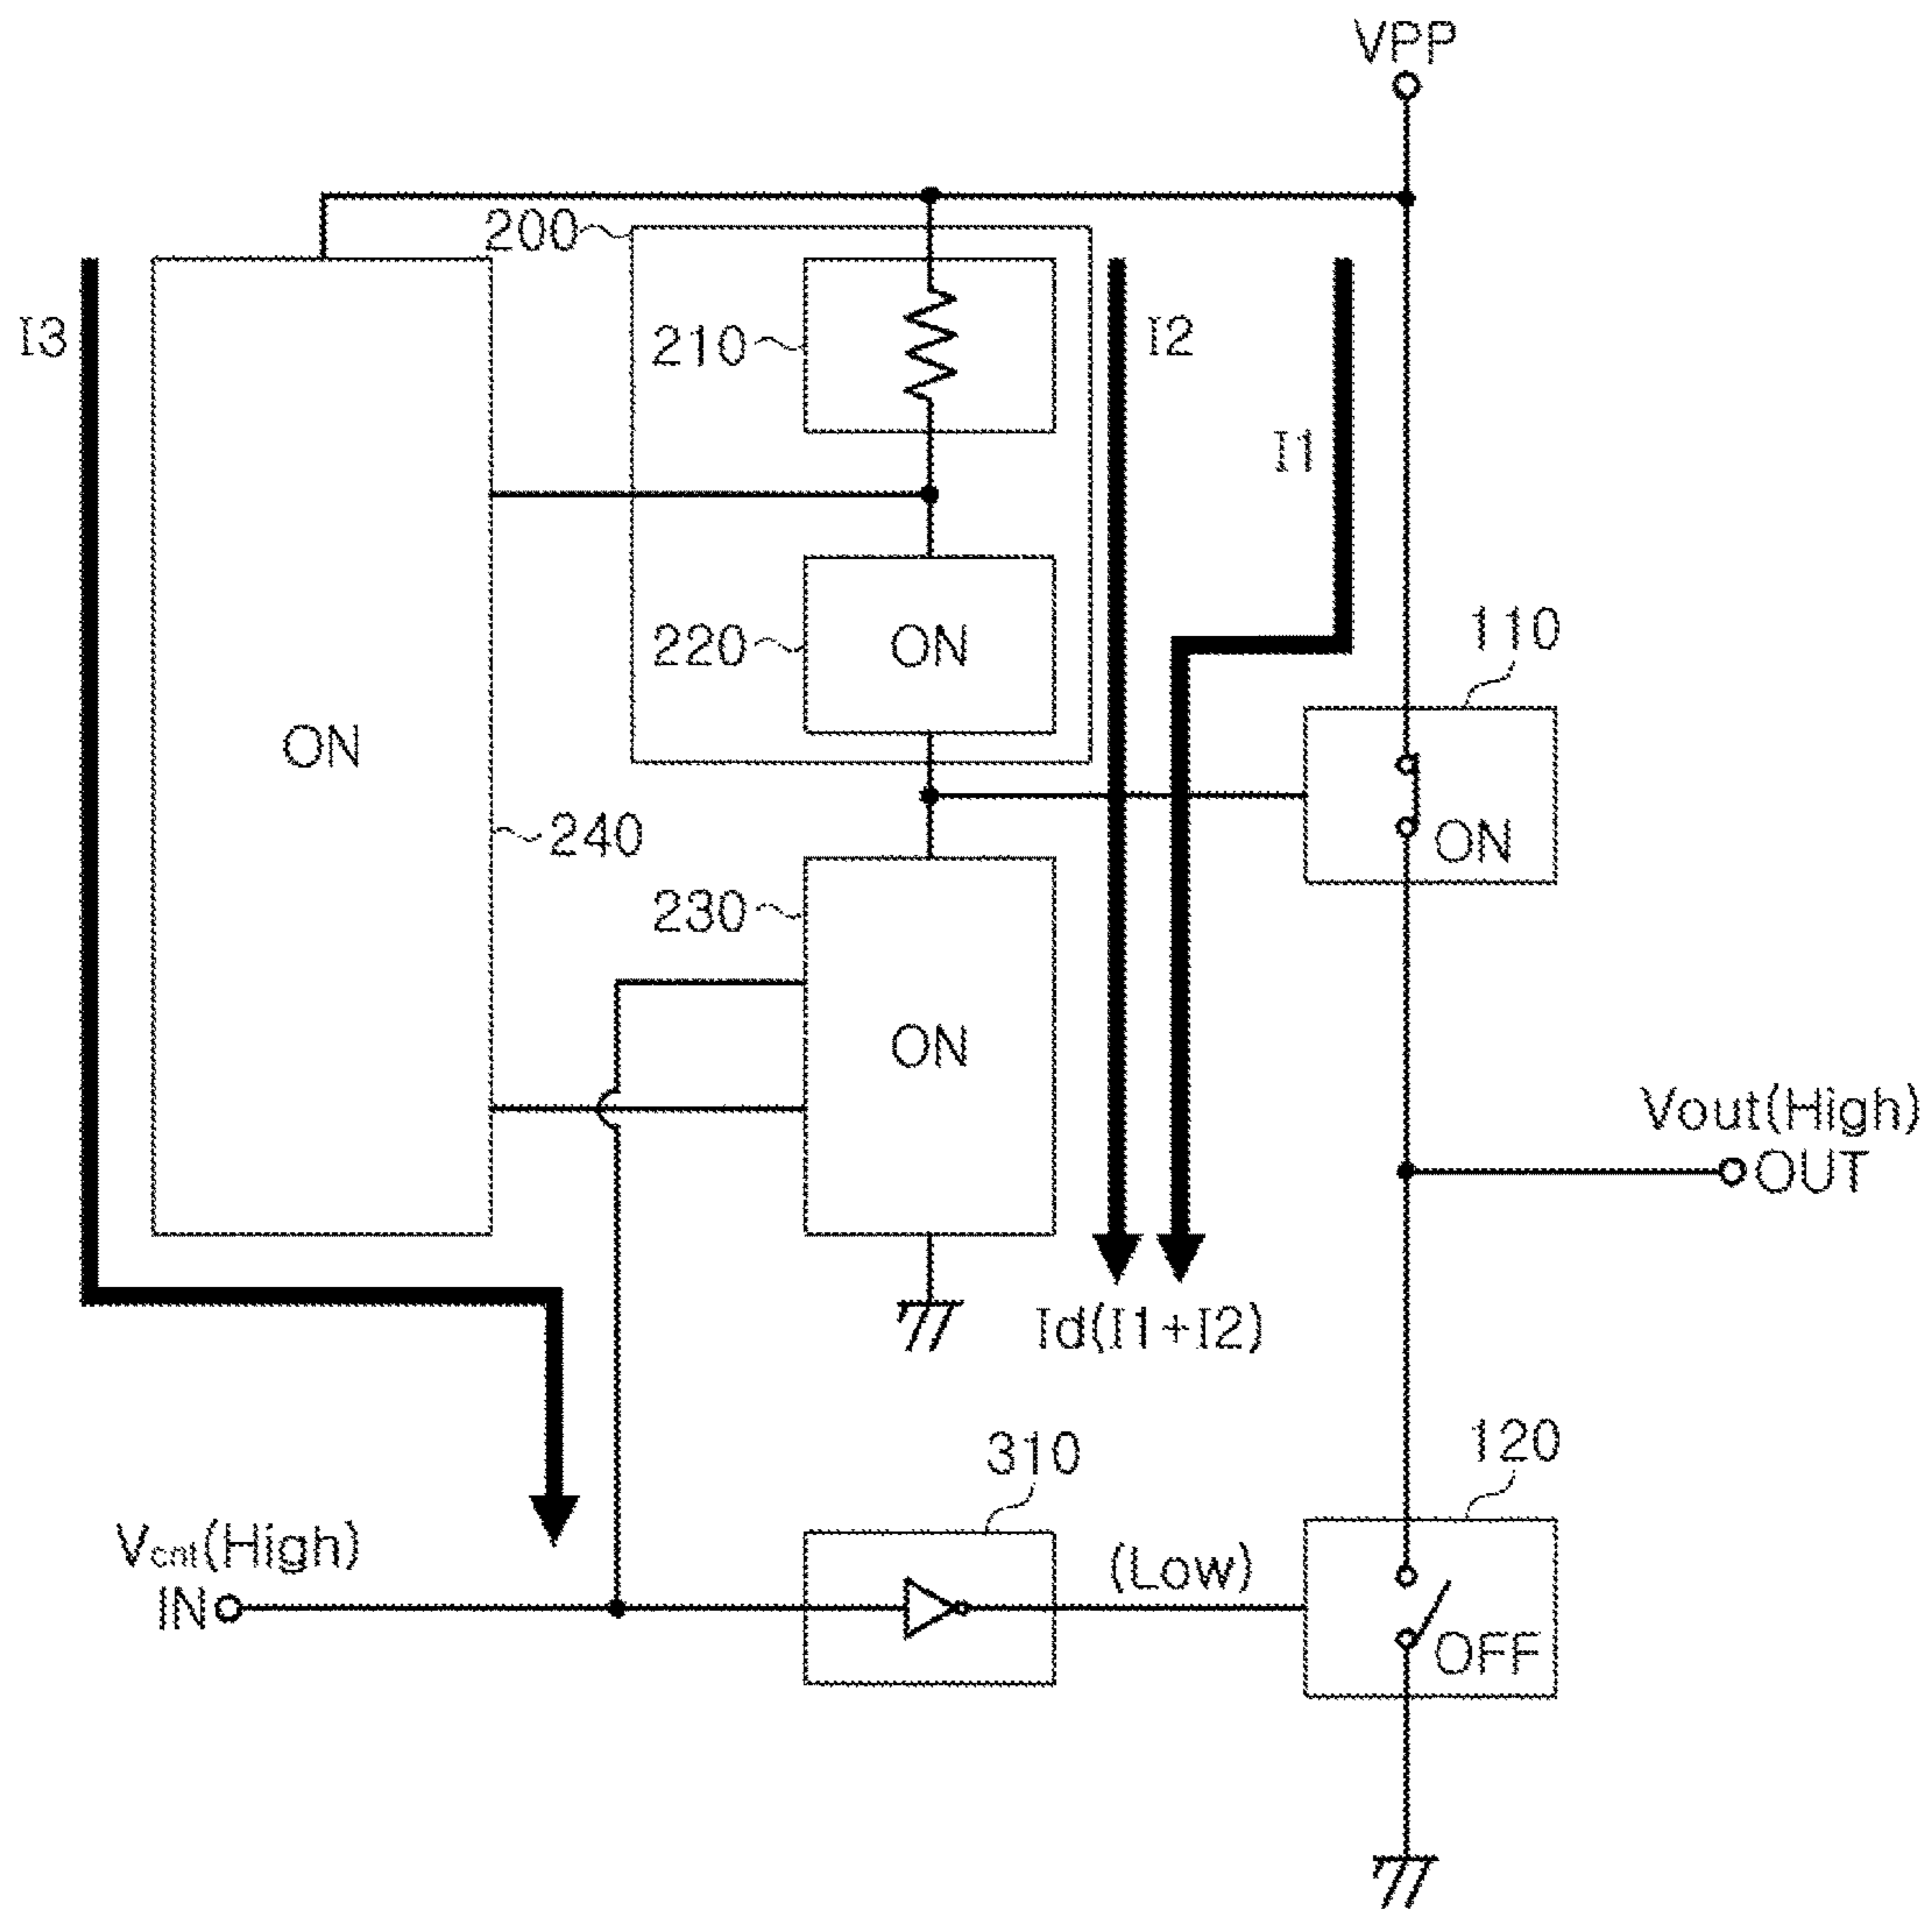 VPP
200
I3
210
I2
I1
220
ON
110
ON
240
ON
230
ON
Vout(High)
OUT
Id(I1+I2)
310
120
Vcnt(High)
(Low)
IN
OFF